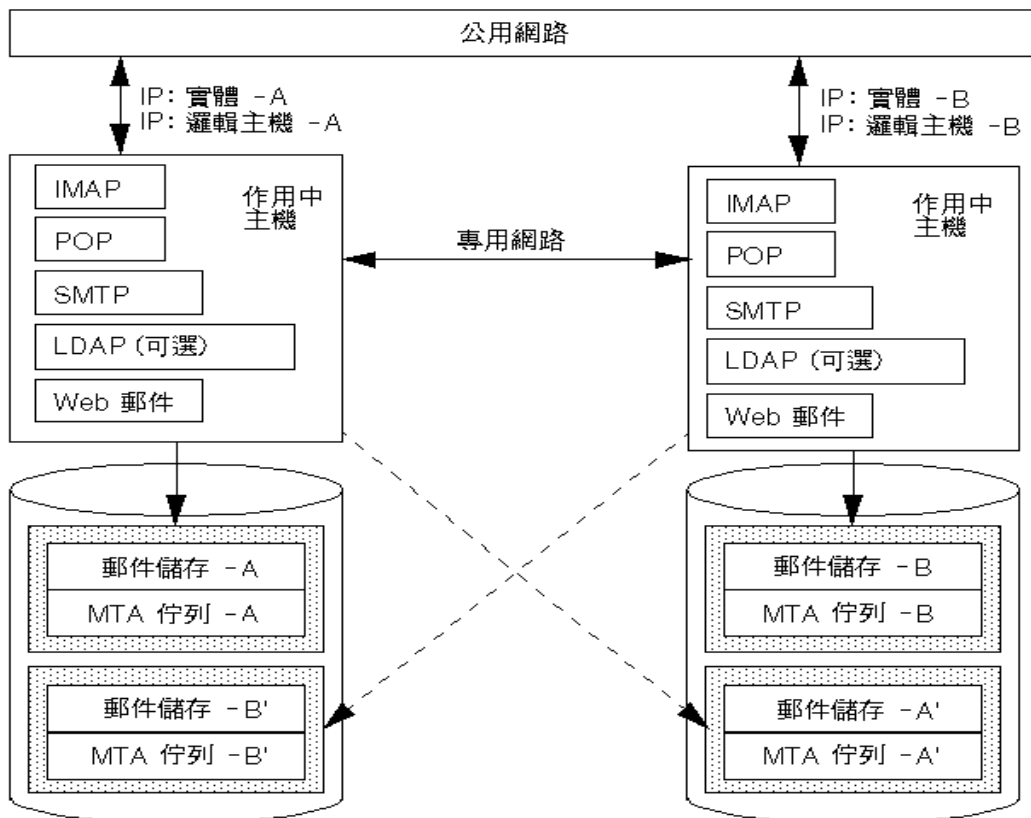 公用網路
IP: 實體 -A
IP: 邏輯主機 -A
IP: 實體 -B
IP: 邏輯主機 -B
IMAP
POP
SMTP
LDAP (可選)
Web 郵件
作用中
主機
專用網路
IMAP
POP
SMTP
LDAP (可選)
Web 郵件
作用中
主機
郵件儲存 -A
MTA 佇列 -A
郵件儲存 -B'
MTA 佇列 -B'
郵件儲存 -B
MTA 佇列 -B
郵件儲存 -A'
MTA 佇列 -A'